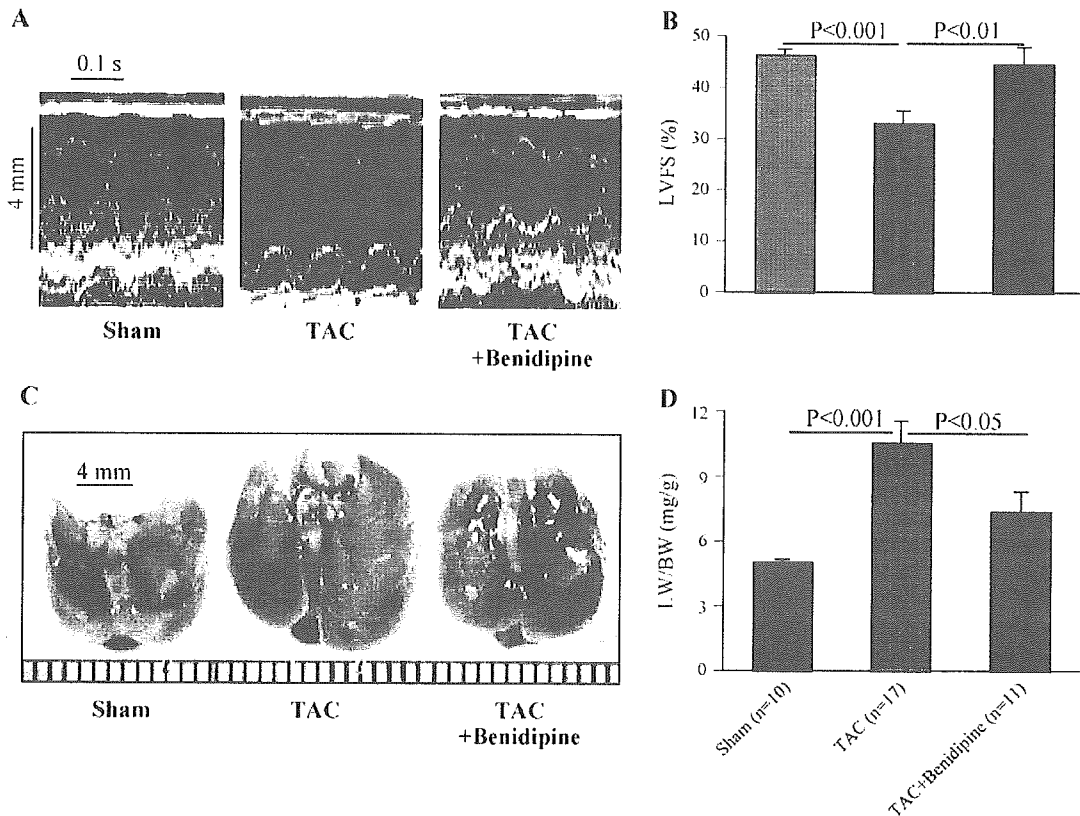 A
0.1 s
4 mm
Sham
TAC
TAC
+Benidipine
B
P<0.001
P<0.01
50
40
30
20
10
0
LVFS (%)
C
4 mm
Sham
TAC
TAC
+Benidipine
D
P<0.001
P<0.05
12
9
6
3
0
LW/BW (mg/g)
Sham (n=10)
TAC (n=17)
TAC+Benidipine (n=11)